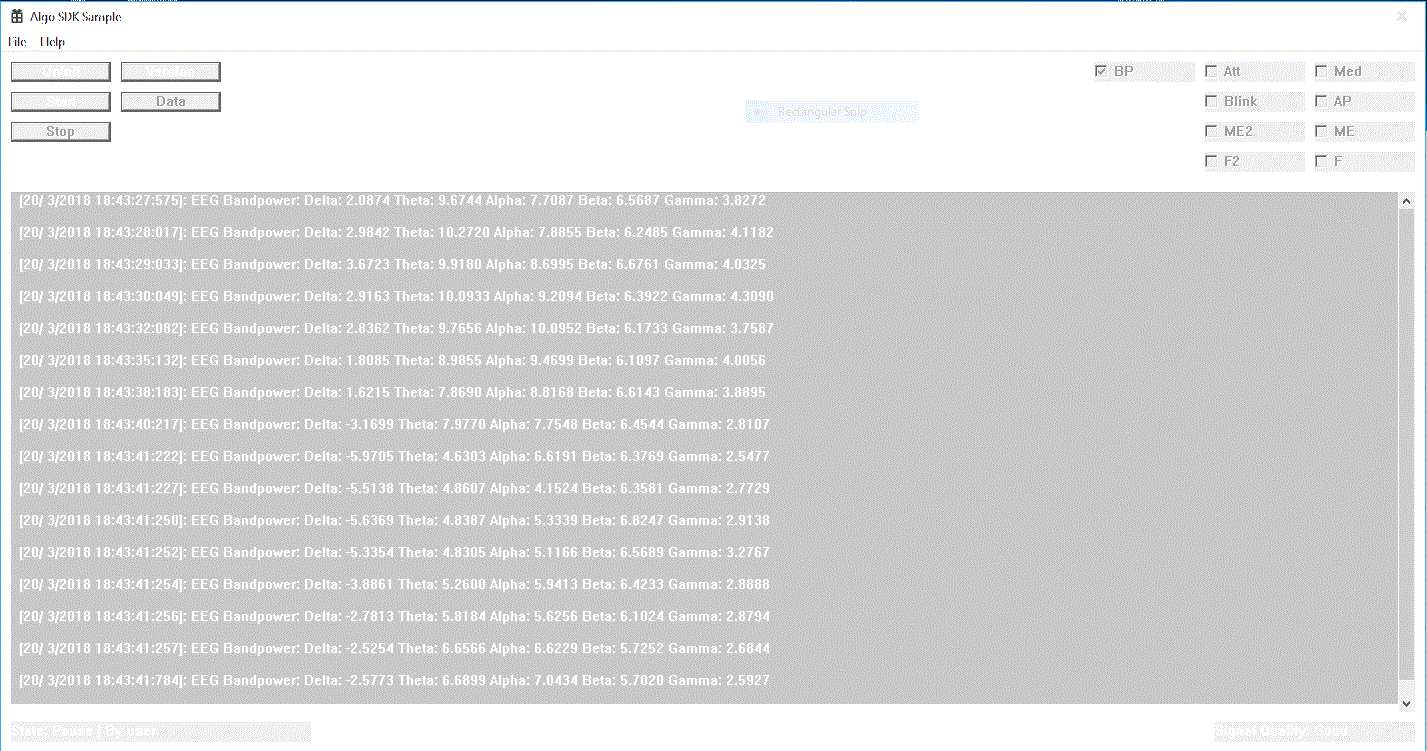 Algo SDK Sample
File Help
Version
BP Att Med
Start Data
Rectangular Snip
Blink AP
Stop
ME2 ME
F2 F
[20/ 3/2018 18:43:27:575]: EEG Bandpower: Delta: 2.0874 Theta: 9.6744 Alpha: 7.7087 Beta: 6.5687 Gamma: 3.8272
[20/ 3/2018 18:43:28:017]: EEG Bandpower: Delta: 2.9842 Theta: 10.2720 Alpha: 7.8855 Beta: 6.2485 Gamma: 4.1182
[20/ 3/2018 18:43:29:033]: EEG Bandpower: Delta: 3.6723 Theta: 9.9180 Alpha: 8.6995 Beta: 6.6761 Gamma: 4.0325
[20/ 3/2018 18:43:30:049]: EEG Bandpower: Delta: 2.9163 Theta: 10.0933 Alpha: 9.2094 Beta: 6.3922 Gamma: 4.3090
[20/ 3/2018 18:43:32:082]: EEG Bandpower: Delta: 2.8362 Theta: 9.7656 Alpha: 10.0952 Beta: 6.1733 Gamma: 3.7587
[20/ 3/2018 18:43:35:132]: EEG Bandpower: Delta: 1.8085 Theta: 8.9855 Alpha: 9.4699 Beta: 6.1097 Gamma: 4.0056
[20/ 3/2018 18:43:38:183]: EEG Bandpower: Delta: 1.6215 Theta: 7.8690 Alpha: 8.8168 Beta: 6.6143 Gamma: 3.8895
[20/ 3/2018 18:43:40:217]: EEG Bandpower: Delta: -3.1699 Theta: 7.9770 Alpha: 7.7548 Beta: 6.4544 Gamma: 2.8107
[20/ 3/2018 18:43:41:222]: EEG Bandpower: Delta: -5.9705 Theta: 4.6303 Alpha: 6.6191 Beta: 6.3769 Gamma: 2.5477
[20/ 3/2018 18:43:41:227]: EEG Bandpower: Delta: -5.5138 Theta: 4.8607 Alpha: 4.1524 Beta: 6.3581 Gamma: 2.7729
[20/ 3/2018 18:43:41:250]: EEG Bandpower: Delta: -5.6369 Theta: 4.8387 Alpha: 5.3339 Beta: 6.8247 Gamma: 2.9138
[20/ 3/2018 18:43:41:252]: EEG Bandpower: Delta: -5.3354 Theta: 4.8305 Alpha: 5.1166 Beta: 6.5689 Gamma: 3.2767
[20/ 3/2018 18:43:41:254]: EEG Bandpower: Delta: -3.8861 Theta: 5.2600 Alpha: 5.9413 Beta: 6.4233 Gamma: 2.8888
[20/ 3/2018 18:43:41:256]: EEG Bandpower: Delta: -2.7813 Theta: 5.8184 Alpha: 5.6256 Beta: 6.1024 Gamma: 2.8794
[20/ 3/2018 18:43:41:257]: EEG Bandpower: Delta: -2.5254 Theta: 6.6566 Alpha: 6.6229 Beta: 5.7252 Gamma: 2.6844
[20/ 3/2018 18:43:41:784]: EEG Bandpower: Delta: -2.5773 Theta: 6.6899 Alpha: 7.0434 Beta: 5.7020 Gamma: 2.5927
State: Pause By user
Signal Quality: Good